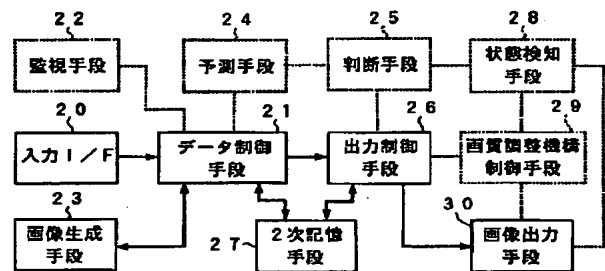 22
監視手段
24
予測手段
25
判断手段
28
状態検知
手段
20
入力I/F
21
データ制御
手段
26
出力制御
手段
29
画質調整機構
制御手段
23
画像生成
手段
27
2次記憶
手段
30
画像出力
手段